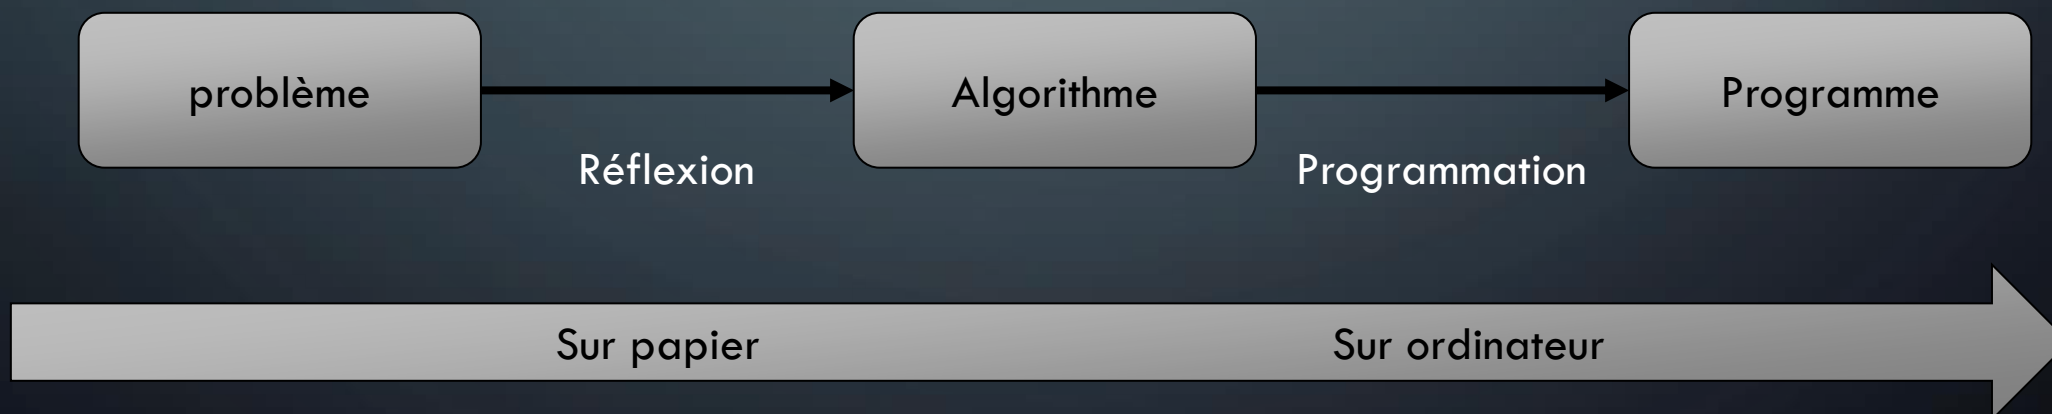 problème
Algorithme
Programme
Réflexion
Programmation
Sur papier
Sur ordinateur